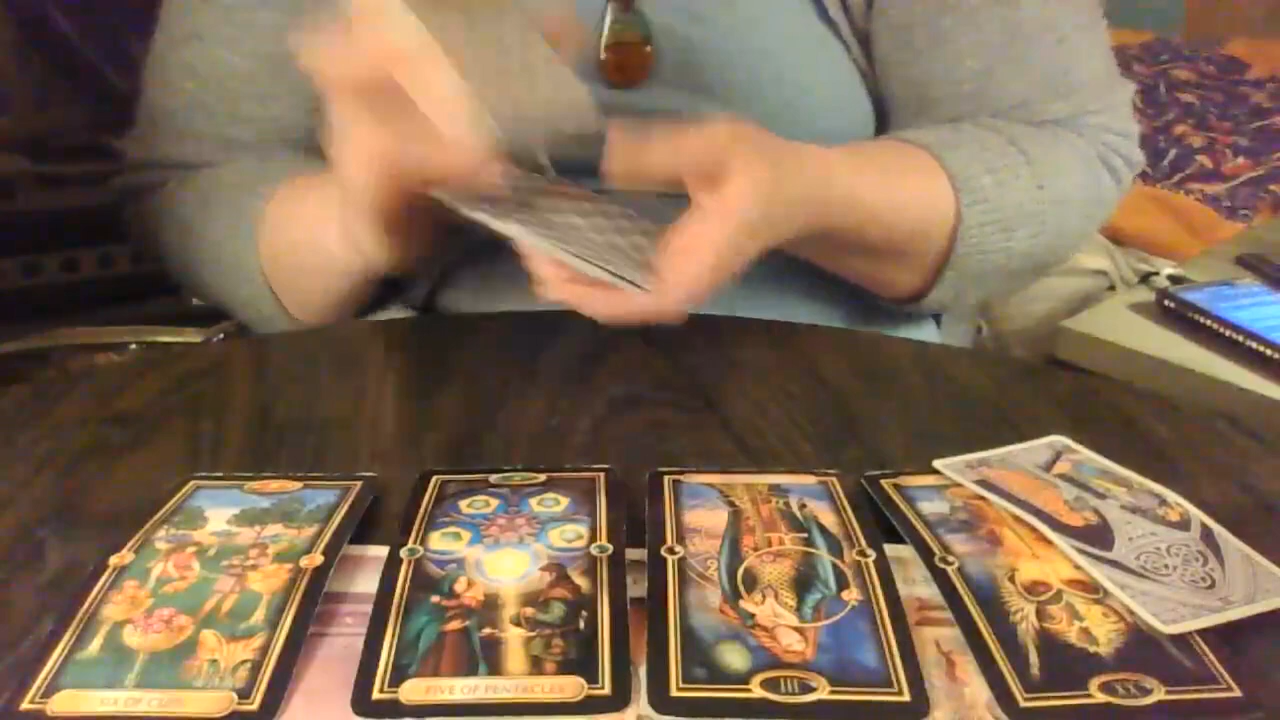 SIX OF CUPS
FIVE OF PENTACLES
III
XX